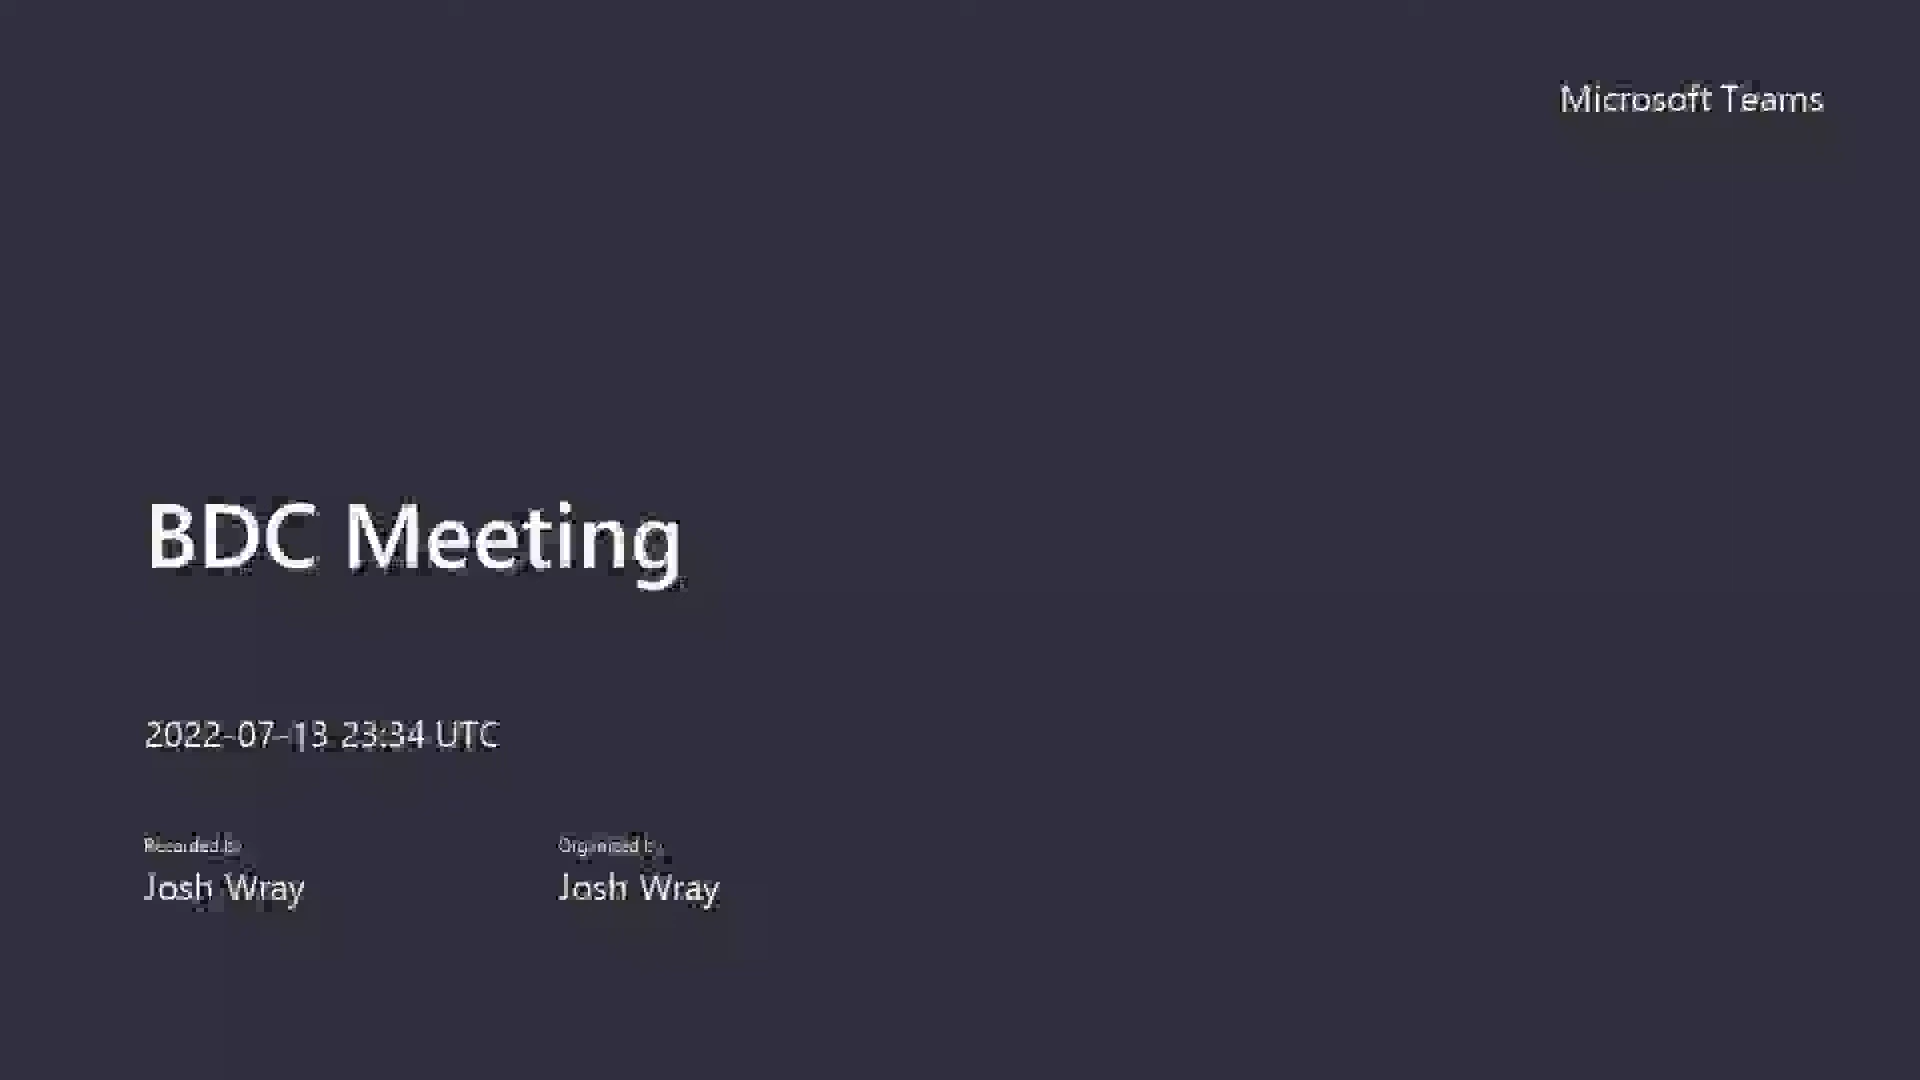 Microsoft Teams
BDC Meeting
2022-07-13 23:34 UTC
Recorded by
Organized by
Josh Wray
Josh Wray